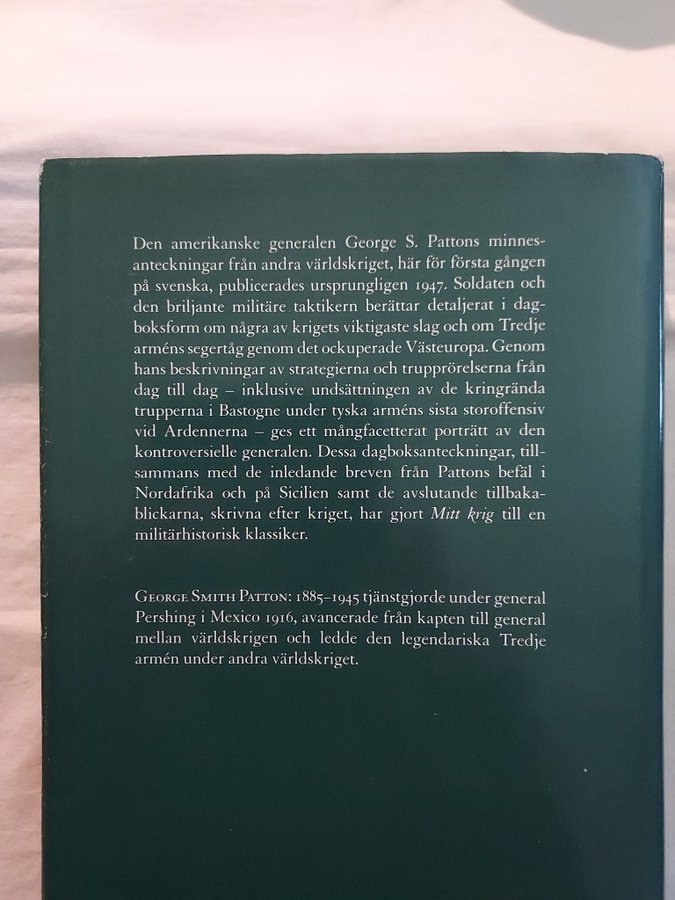 Den amerikanske generalen George S. Pattons minnes-
anteckningar från andra världskriget, här för första gången
på svenska, publicerades ursprungligen 1947. Soldaten och
den briljante militäre taktikern berättar detaljerat i dag-
boksform om några av krigets viktigaste slag och om Tredje
arméns segertåg genom det ockuperade Västeuropa. Genom
hans beskrivningar av strategierna och trupprörelserna från
dag till dag – inklusive undsättningen av de kringrända
trupperna i Bastogne under tyska arméns sista storoffensiv
vid Ardennerna – ges ett mångfacetterat porträtt av den
kontroversielle generalen. Dessa dagboksanteckningar, till-
sammans med de inledande breven från Pattons befäl i
Nordafrika och på Sicilien samt de avslutande tillbaka-
blickarna, skrivna efter kriget, har gjort Mitt krig till en
militärhistorisk klassiker.
GEORGE SMITH PATTON: 1885–1945 tjänstgjorde under general
Pershing i Mexico 1916, avancerade från kapten till general
mellan världskrigen och ledde den legendariska Tredje
armén under andra världskriget.